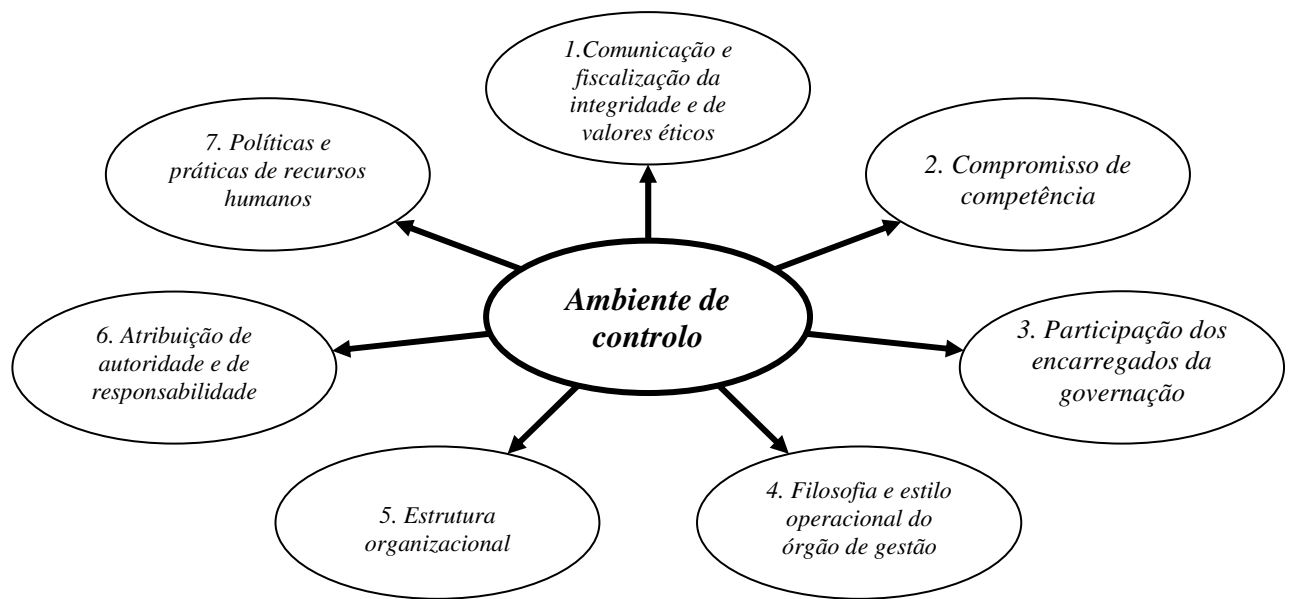 1.Comunicação e
fiscalização da
integridade e de
valores éticos
2. Compromisso de
competência
3. Participação dos
encarregados da
governação
4. Filosofia e estilo
operacional do
órgão de gestão
5. Estrutura
organizacional
6. Atribuição de
autoridade e de
responsabilidade
7. Políticas e
práticas de recursos
humanos
Ambiente de
controlo